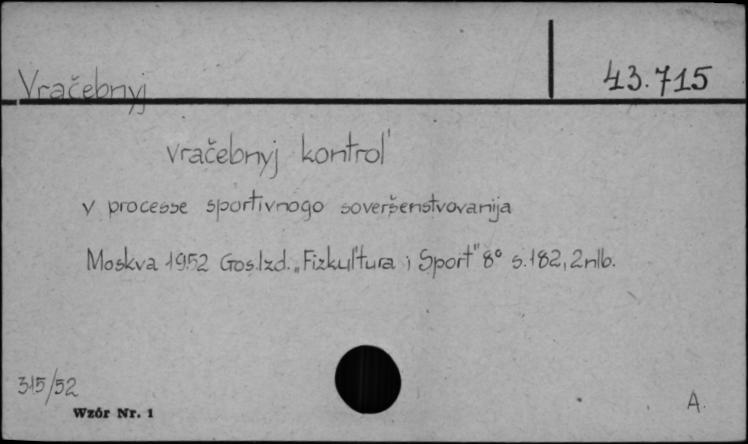 Vračebnyj
43.715
vračebnyj kontrol'
v processe sportivnogo soveršenstvovanija
Moskva 1952 Gos.Izd. „Fizkul'tura i Sport" 8° s.182, 2nlb.
315/52
Wzór Nr. 1
A.